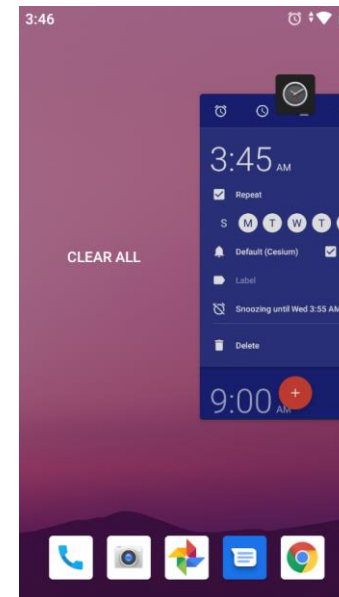 3:46
3:45 AM
Repeat
S M T W T
CLEAR ALL
Default (Cesium)
Label
Snoozing until Wed 3:55 AM
Delete
9:00 AM